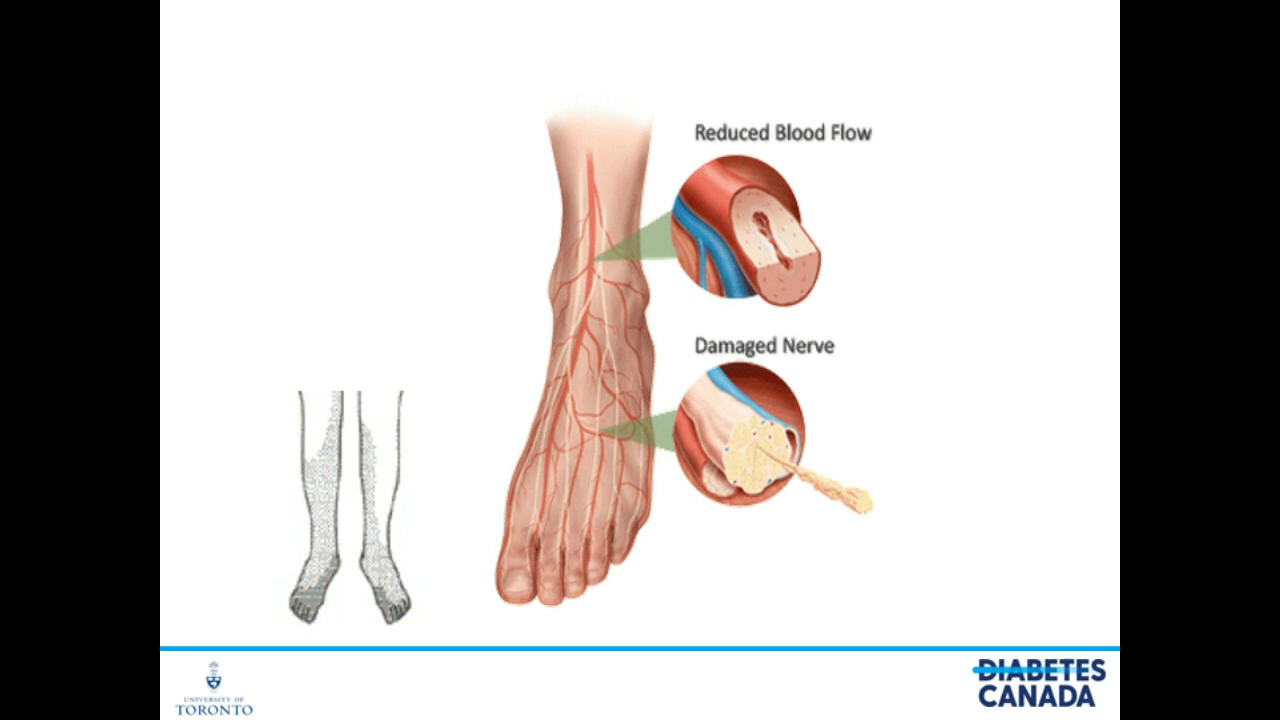 Reduced Blood Flow
Damaged Nerve
UNIVERSITY OF
TORONTO
DIABETES
CANADA